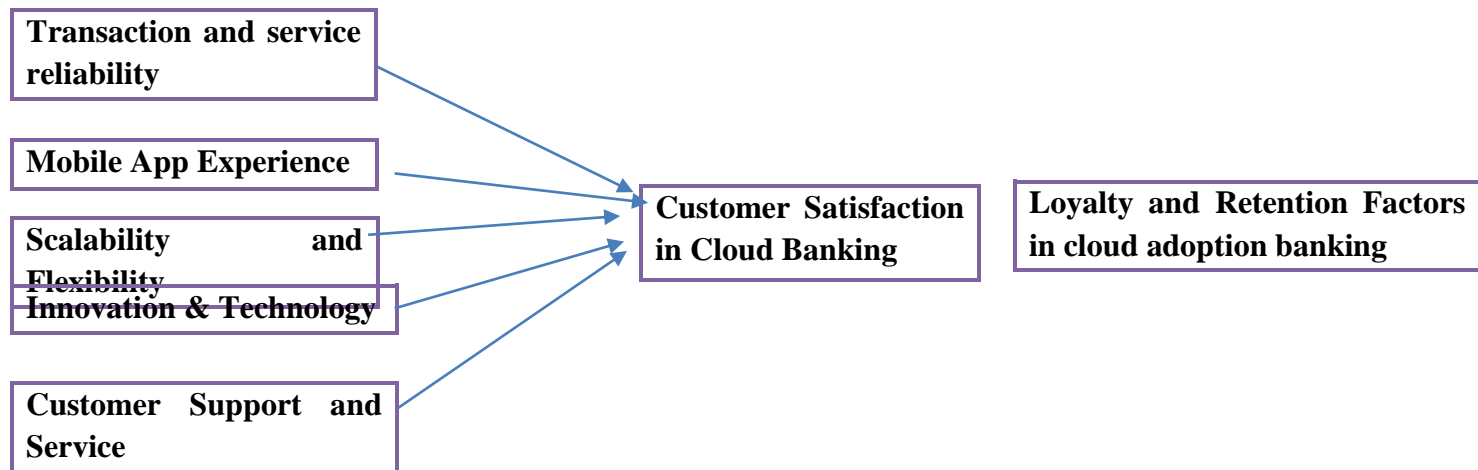 Transaction and service
reliability
Mobile App Experience
Scalability and
Flexibility
Innovation & Technology
Customer Support and
Service
Customer Satisfaction
in Cloud Banking
Loyalty and Retention Factors
in cloud adoption banking